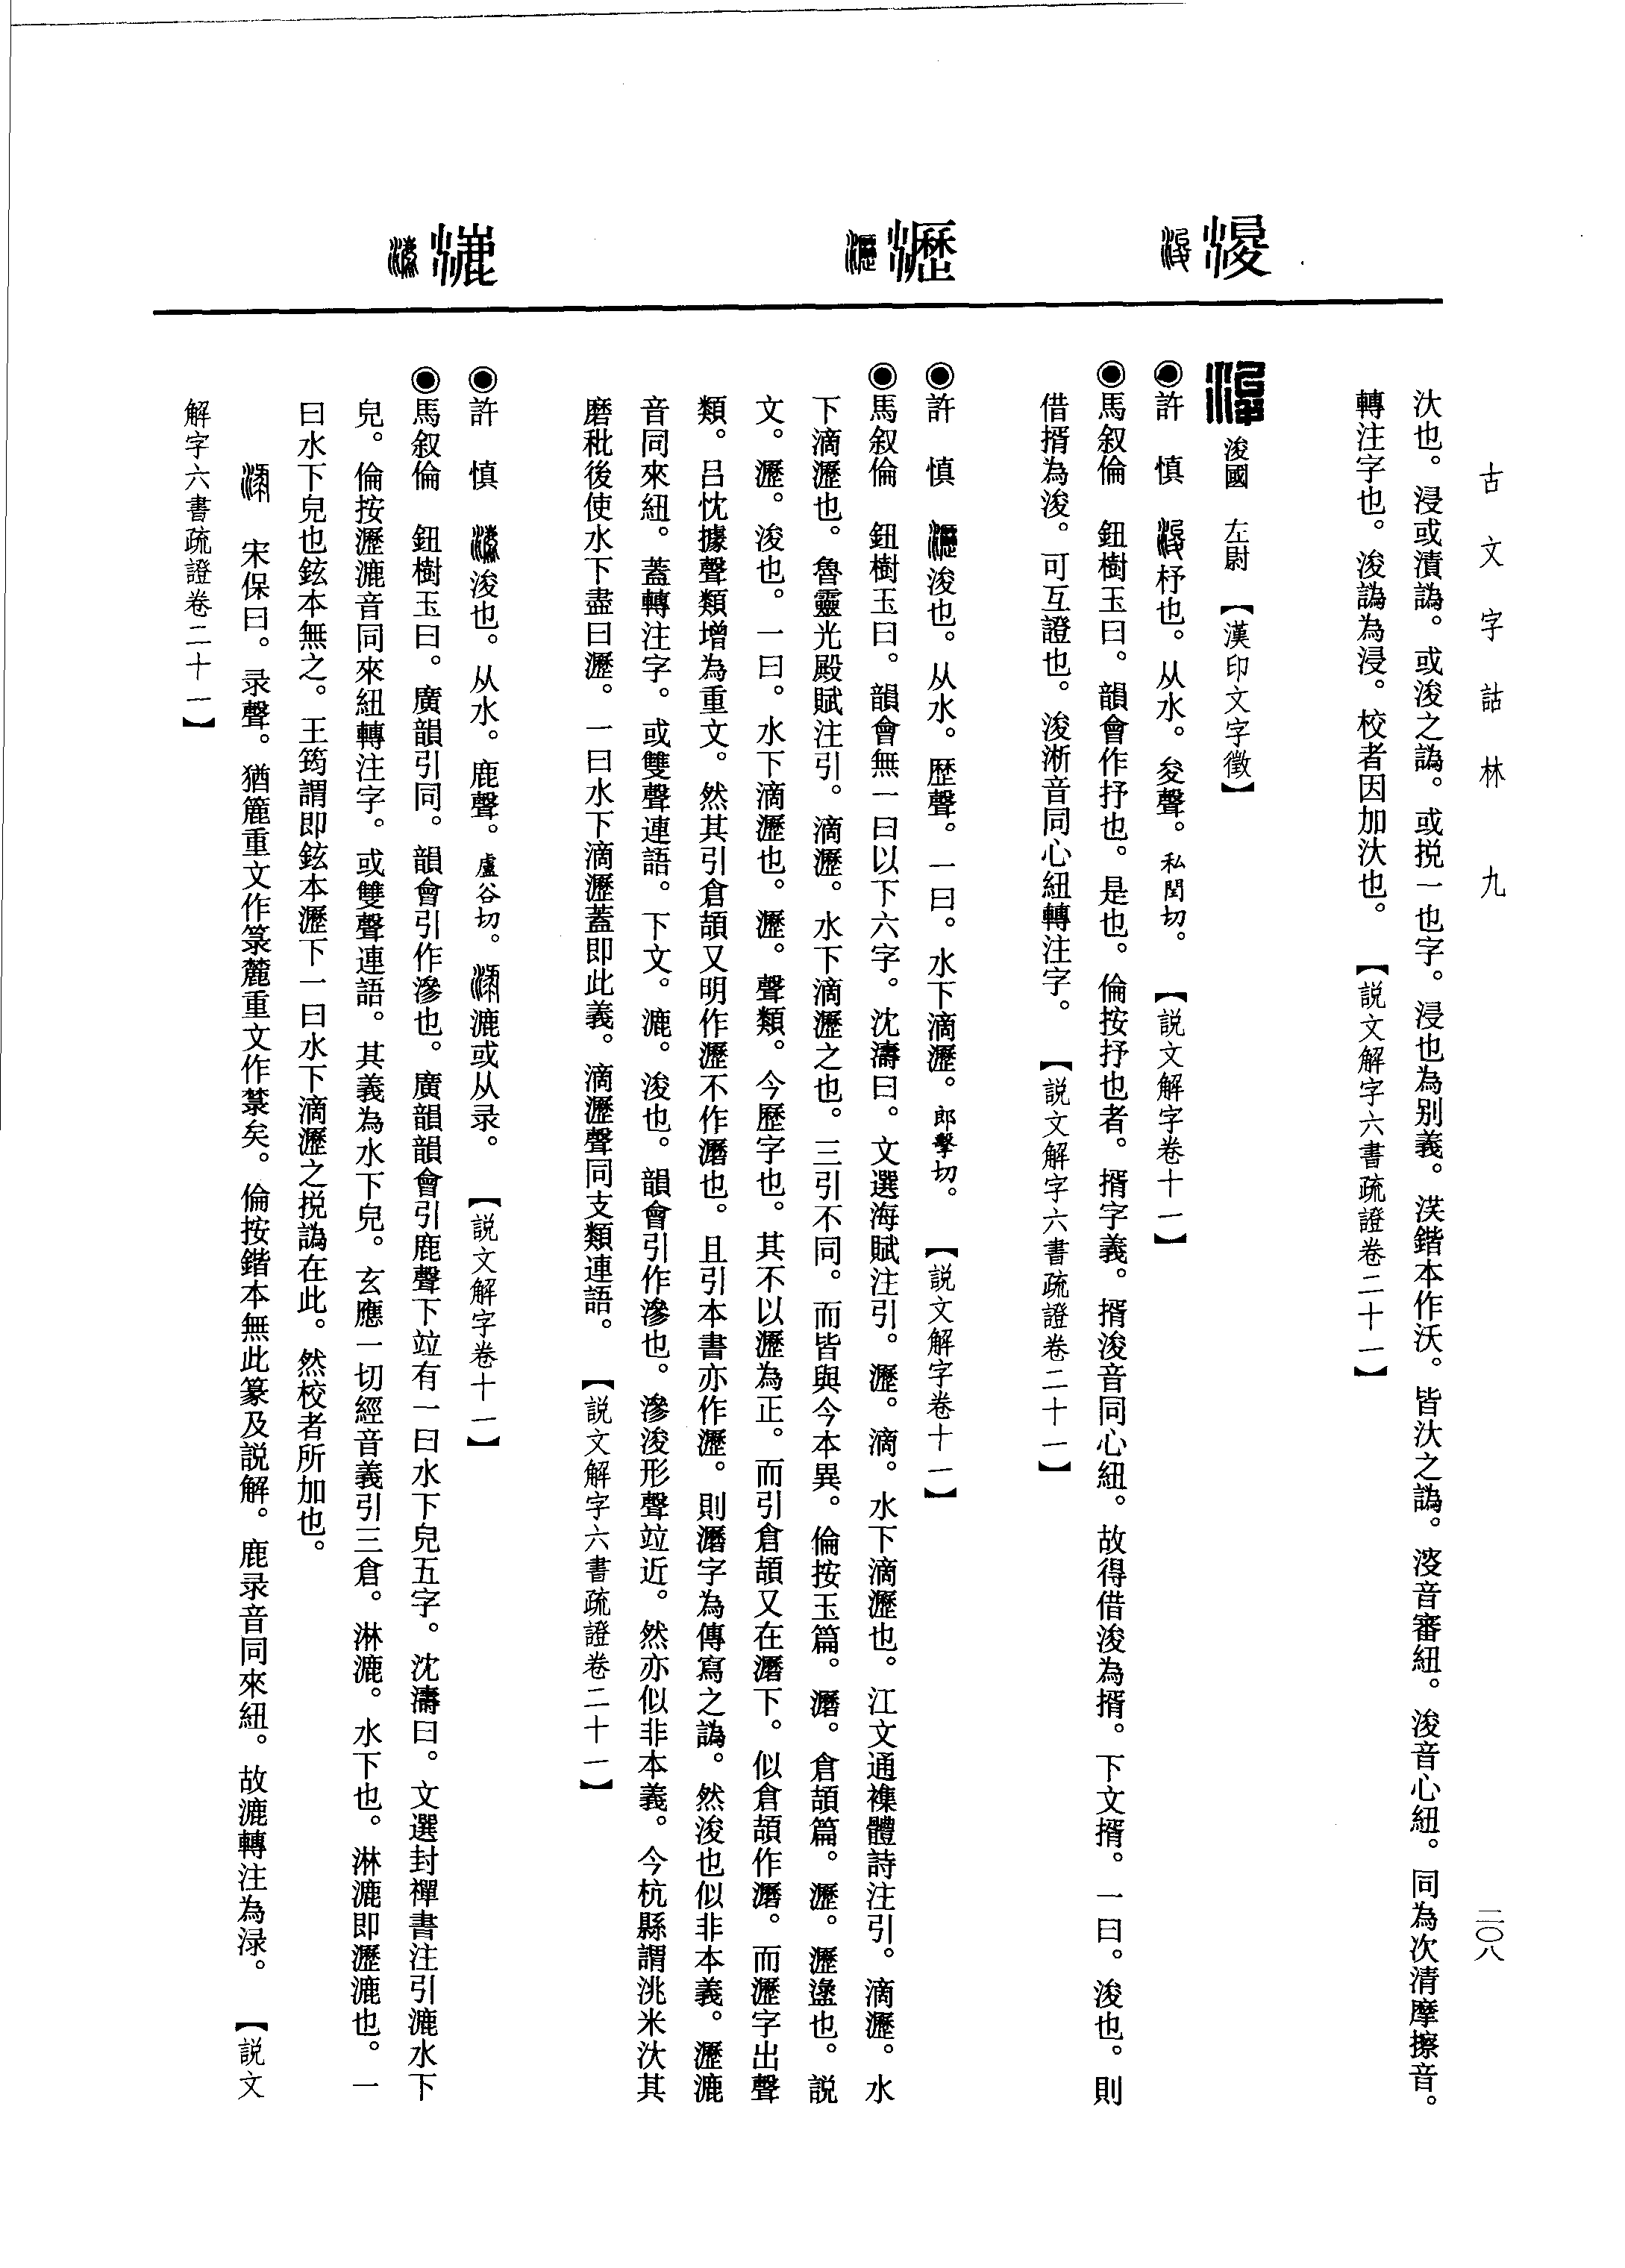 古文字詁林 九
二〇八
汏也。浸或漬譌。或浚之譌。或挩一也字。浸也為别義。渼鍇本作沃。皆汏之譌。㴐音審紐。浚音心紐。同為次清摩擦音。
轉注字也。浚譌為浸。校者因加汏也。【説文解字六書疏證卷二十一】
浚
浚國 左尉 【漢印文字徵】
◉許 慎 杼也。从水。夋聲。私閏切。【説文解字卷十一】
◉馬叙倫 鈕樹玉曰。韻會作抒也。是也。倫按抒也者。揟字義。揟浚音同心紐。故得借浚為揟。下文揟。一曰。浚也。則
借揟為浚。可互證也。浚淅音同心紐轉注字。【説文解字六書疏證卷二十一】
瀝
◉許 慎 浚也。从水。歷聲。一曰。水下滴瀝。郎擊切。【説文解字卷十一】
◉馬叙倫 鈕樹玉曰。韻會無一曰以下六字。沈濤曰。文選海賦注引。瀝。滴。水下滴瀝也。江文通襍體詩注引。滴瀝。水
下滴瀝也。魯靈光殿賦注引。滴瀝。水下滴瀝之也。三引不同。而皆與今本異。倫按玉篇。𤄬。倉頡篇。瀝。瀝盪也。説
文。瀝。浚也。一曰。水下滴瀝也。瀝。聲類。今歷字也。其不以瀝為正。而引倉頡又在𤄬下。似倉頡作𤄬。而瀝字出聲
類。吕忱據聲類增為重文。然其引倉頡又明作瀝不作𤄬也。且引本書亦作瀝。則𤄬字為傳寫之譌。然浚也似非本義。瀝漉
音同來紐。蓋轉注字。或雙聲連語。下文。漉。浚也。韻會引作滲也。滲浚形聲竝近。然亦似非本義。今杭縣謂洮米汏其
磨秕後使水下盡曰瀝。一曰水下滴瀝蓋即此義。滴瀝聲同支類連語。【説文解字六書疏證卷二十一】
漉
◉許 慎 浚也。从水。鹿聲。盧谷切。漉或从录。【説文解字卷十一】
◉馬叙倫 鈕樹玉曰。廣韻引同。韻會引作滲也。廣韻韻會引鹿聲下竝有一曰水下皃五字。沈濤曰。文選封禪書注引漉水下
皃。倫按瀝漉音同來紐轉注字。或雙聲連語。其義為水下皃。玄應一切經音義引三倉。淋漉。水下也。淋漉即瀝漉也。一
曰水下皃也鉉本無之。王筠謂即鉉本瀝下一曰水下滴瀝之挩譌在此。然校者所加也。
宋保曰。录聲。猶簏重文作箓麓重文作䴪矣。倫按鍇本無此篆及説解。鹿录音同來紐。故漉轉注為渌。【説文
解字六書疏證卷二十一】